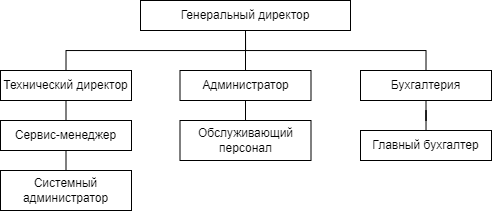 Генеральный директор
Технический директор
Администратор
Бухгалтерия
Сервис-менеджер
Обслуживающий
персонал
Главный бухгалтер
Системный
администратор